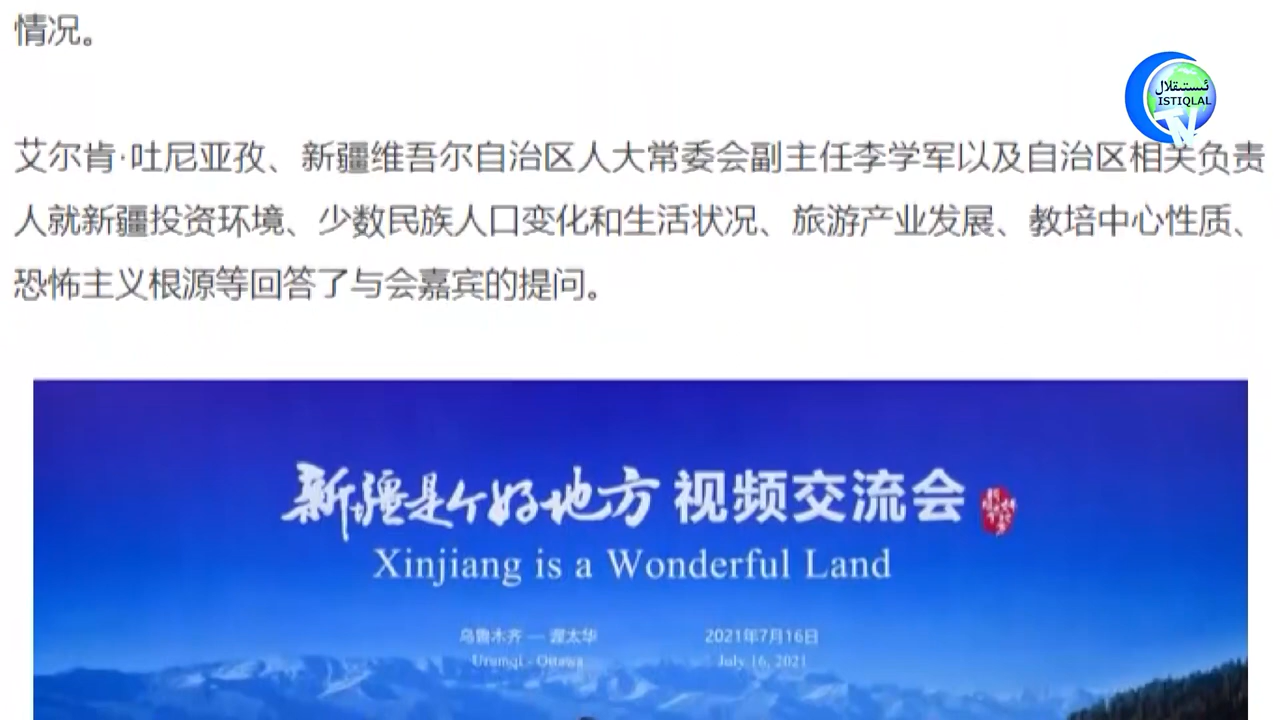 情况。
ئىستىقلال
ISTIQLAL
TV
艾尔肯·吐尼亚孜、新疆维吾尔自治区人大常委会副主任李学军以及自治区相关负责
人就新疆投资环境、少数民族人口变化和生活状况、旅游产业发展、教培中心性质、
恐怖主义根源等回答了与会嘉宾的提问。
新疆是个好地方 视频交流会
Xinjiang is a Wonderful Land
乌鲁木齐 — 渥太华 2021年7月16日
Urumqi - Ottawa July 16, 2021